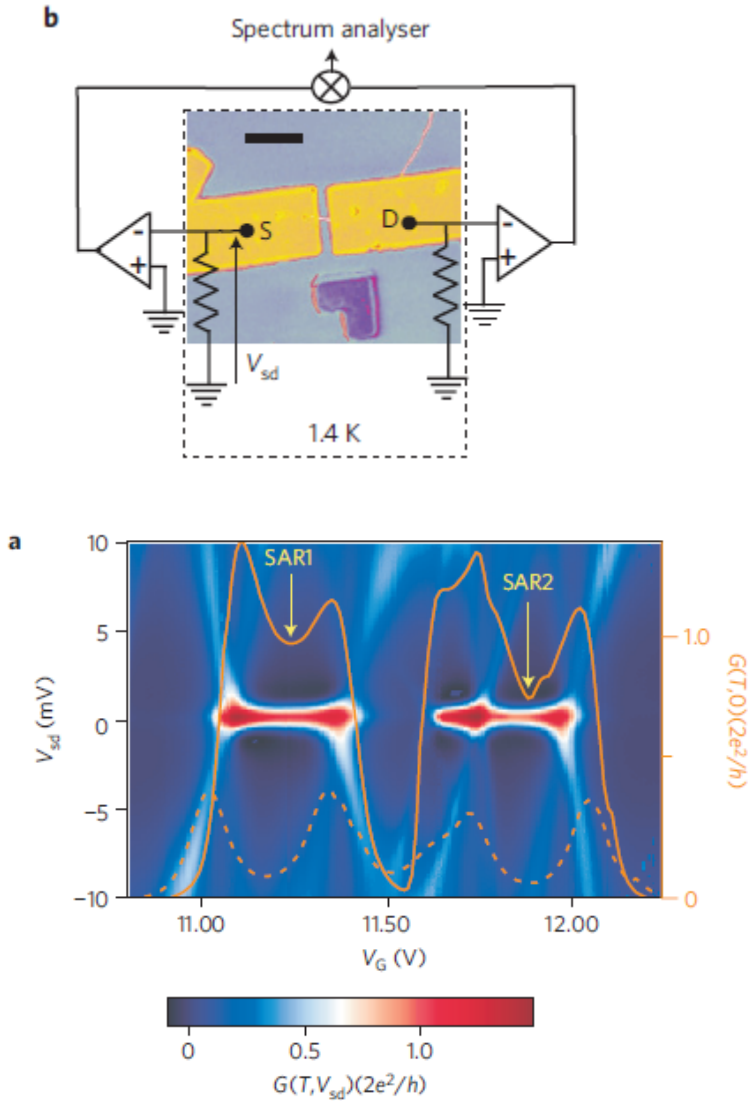 b
Spectrum analyser
S
D
-
+
-
+
V_sd
1.4 K
a
10
5
0
−5
−10
V_sd (mV)
SAR1
SAR2
1.0
0
G(T,0)(2e²/h)
11.00 11.50 12.00
V_G (V)
0 0.5 1.0
G(T,V_sd)(2e²/h)